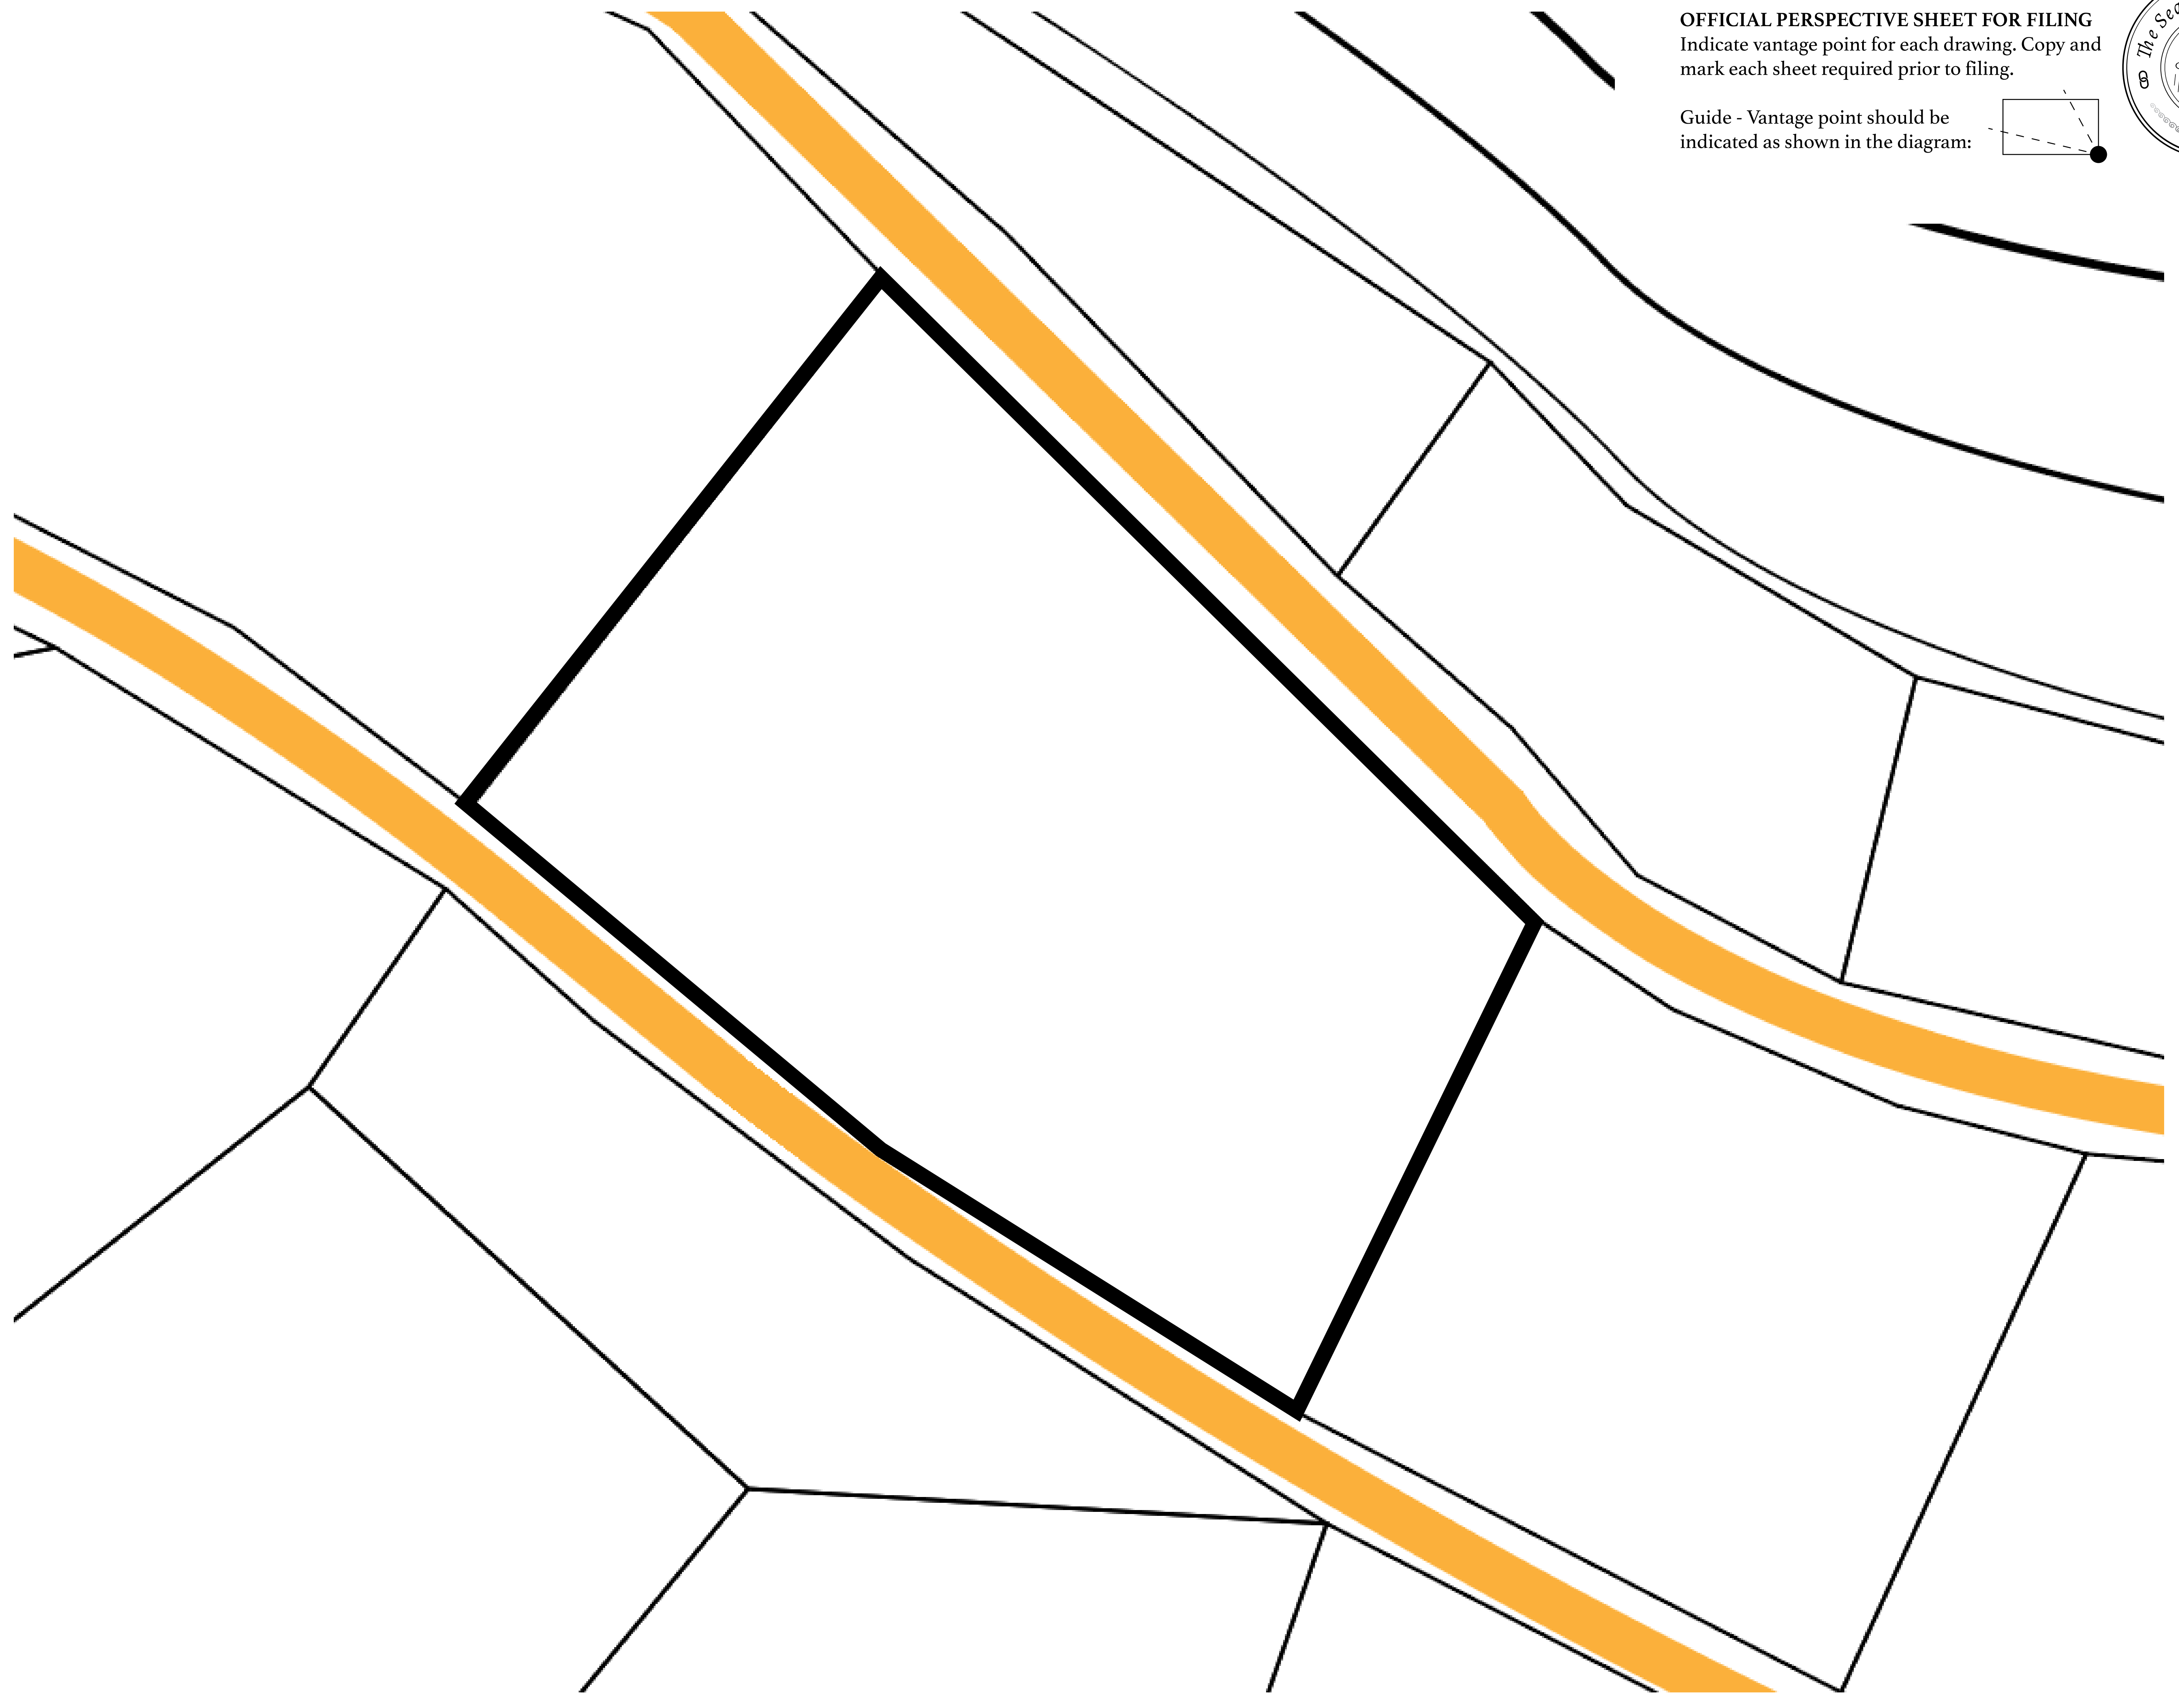 OFFICIAL PERSPECTIVE SHEET FOR FILING
Indicate vantage point for each drawing. Copy and
mark each sheet required prior to filing.
Guide - Vantage point should be
indicated as shown in the diagram:
The